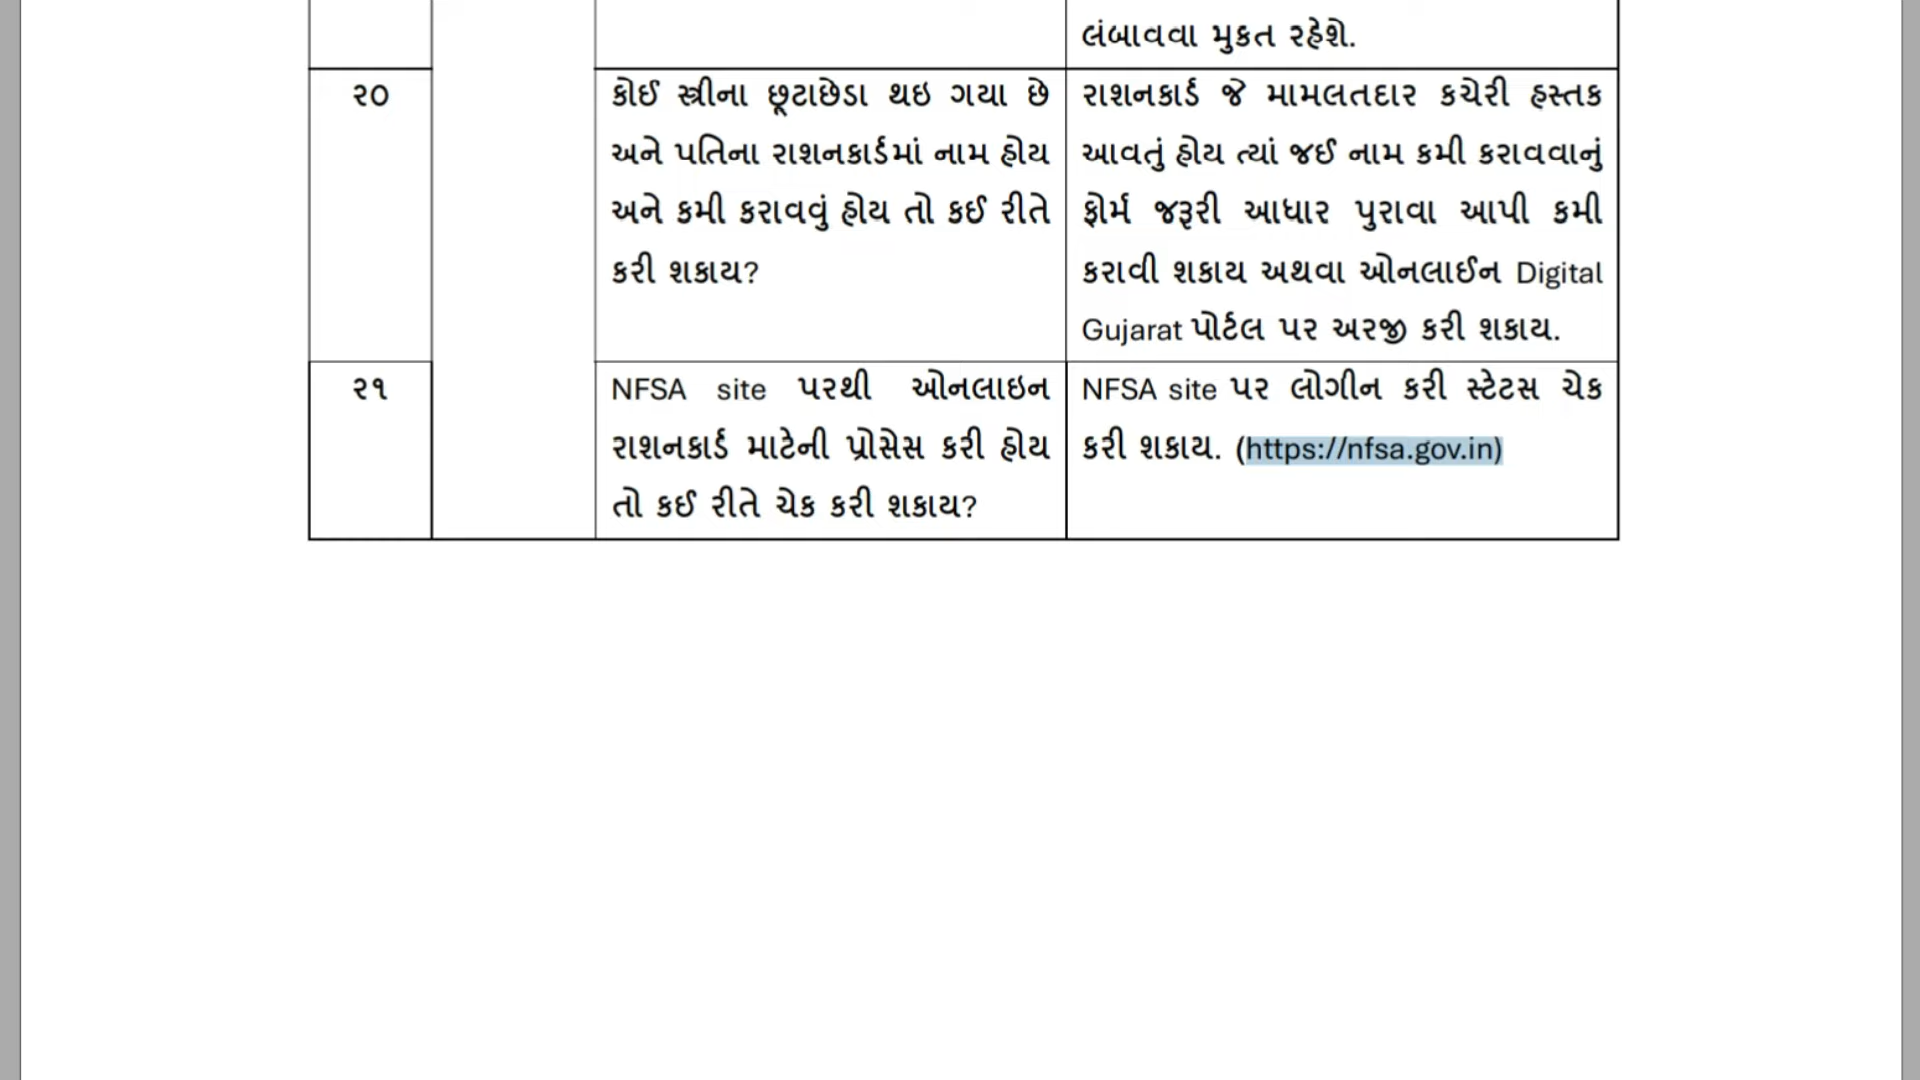 લંબાવવા મુકત રહેશે.
૨૦
કોઈ સ્ત્રીના છૂટાછેડા થઇ ગયા છે
અને પતિના રાશનકાર્ડમાં નામ હોય
અને કમી કરાવવું હોય તો કઈ રીતે
કરી શકાય?
રાશનકાર્ડ જે મામલતદાર કચેરી હસ્તક
આવતું હોય ત્યાં જઈ નામ કમી કરાવવાનું
ફોર્મ જરૂરી આધાર પુરાવા આપી કમી
કરાવી શકાય અથવા ઓનલાઈન Digital
Gujarat પોર્ટલ પર અરજી કરી શકાય.
૨૧
NFSA site પરથી ઓનલાઇન
રાશનકાર્ડ માટેની પ્રોસેસ કરી હોય
તો કઈ રીતે ચેક કરી શકાય?
NFSA site પર લોગીન કરી સ્ટેટસ ચેક
કરી શકાય. (https://nfsa.gov.in)